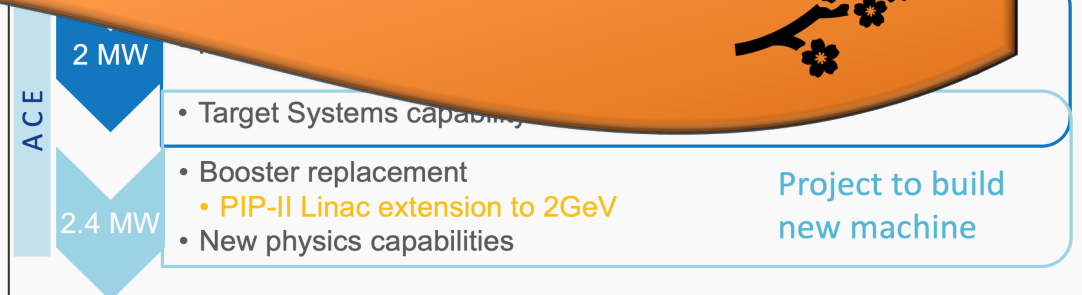 ACE
2 MW
• Target Systems capability
• Booster replacement
• PIP-II Linac extension to 2GeV
• New physics capabilities
2.4 MW
Project to build
new machine